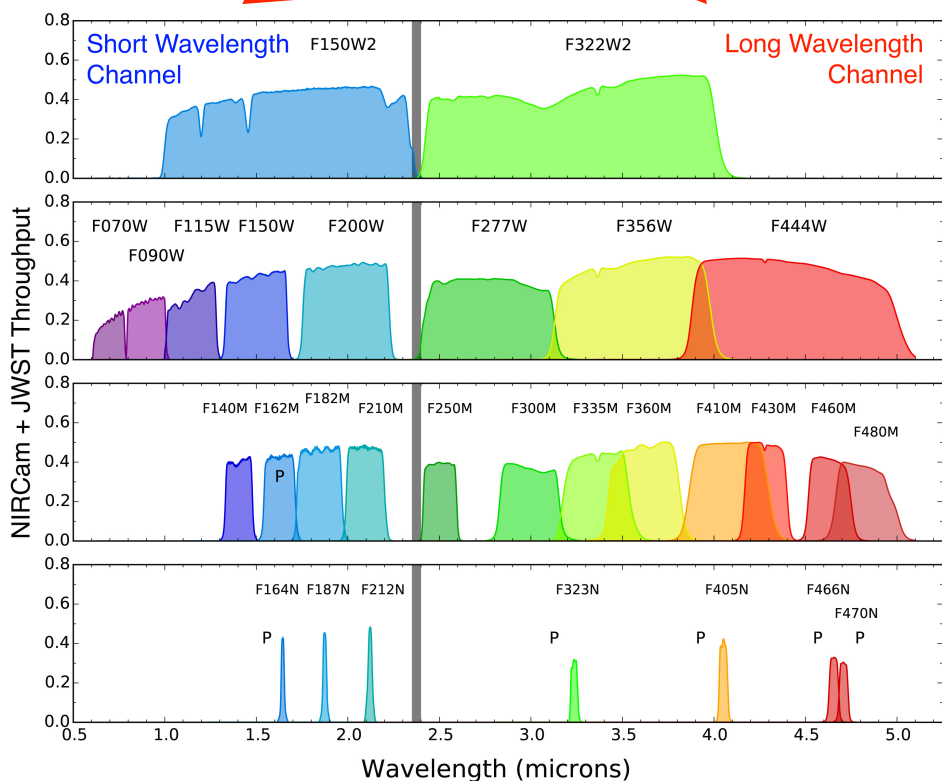 Short Wavelength
Channel
F150W2
F322W2
Long Wavelength
Channel
0.8
0.6
0.4
0.2
0.0
F070W
F090W
F115W
F150W
F200W
F277W
F356W
F444W
0.8
0.6
0.4
0.2
0.0
F140M
F162M
F182M
F210M
F250M
F300M
F335M
F360M
F410M
F430M
F460M
F480M
P
0.8
0.6
0.4
0.2
0.0
F164N
F187N
F212N
F323N
F405N
F466N
F470N
P
P
P
P
P
0.8
0.6
0.4
0.2
0.0
0.5 1.0 1.5 2.0 2.5 3.0 3.5 4.0 4.5 5.0
Wavelength (microns)
NIRCam + JWST Throughput